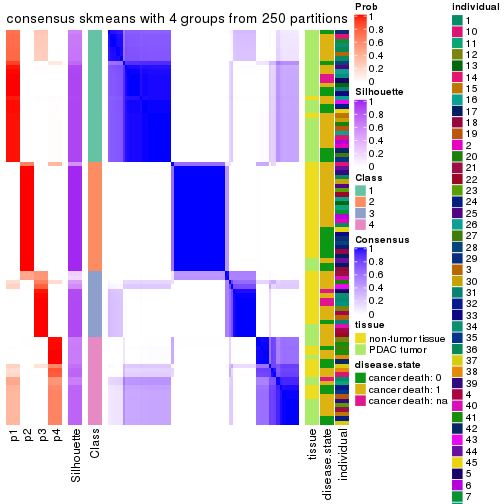 consensus skmeans with 4 groups from 250 partitions
p1
p2
p3
p4
Silhouette
Class
tissue
disease.state
individual
Prob
1
0.8
0.6
0.4
0.2
0
Silhouette
1
0.8
0.6
0.4
0.2
0
Class
1
2
3
4
Consensus
1
0.8
0.6
0.4
0.2
0
tissue
non-tumor tissue
PDAC tumor
disease.state
cancer death: 0
cancer death: 1
cancer death: na
individual
1
10
11
12
13
14
15
16
17
18
19
2
20
21
22
23
24
25
26
27
28
29
3
30
31
32
33
34
35
36
37
38
39
4
40
41
42
43
44
45
5
6
7